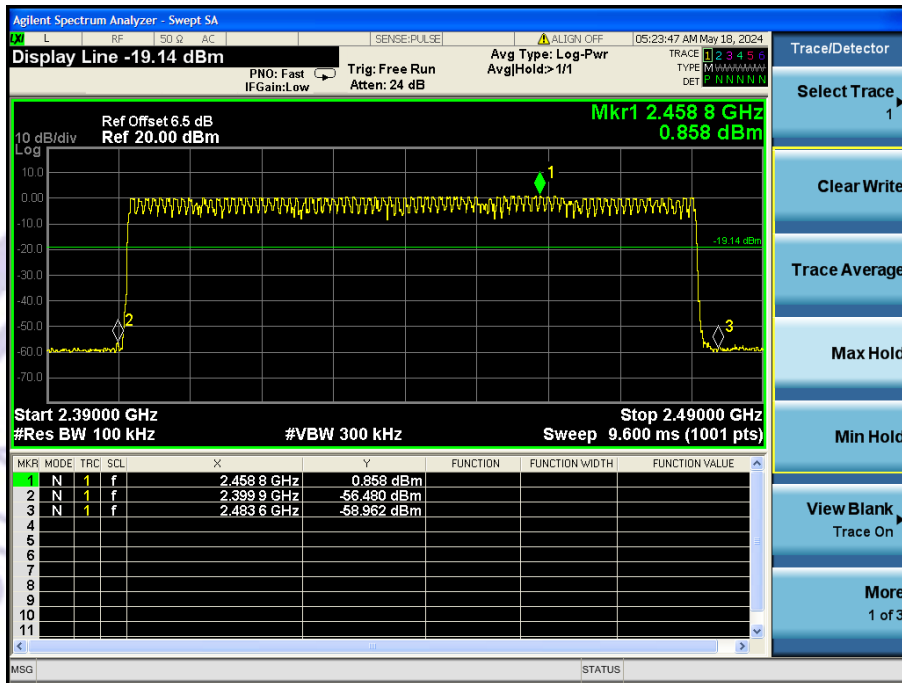 Agilent Spectrum Analyzer - Swept SA
LXI L RF 50 Ω AC SENSE:PULSE ALIGN OFF 05:23:47 AM May 18, 2024
Display Line -19.14 dBm
PNO: Fast
IFGain:Low
Trig: Free Run
Atten: 24 dB
Avg Type: Log-Pwr
Avg|Hold:>1/1
TRACE 1 2 3 4 5 6
TYPE M WWWWW
DET P N N N N N
Trace/Detector
Select Trace
1
Clear Write
Trace Average
Max Hold
Min Hold
View Blank
Trace On
More
1 of 3
Mkr1 2.458 8 GHz
0.858 dBm
Ref Offset 6.5 dB
10 dB/div Ref 20.00 dBm
Log
10.0
0.00
-10.0
-20.0
-30.0
-40.0
-50.0
-60.0
-70.0
1
-19.14 dBm
2
3
Start 2.39000 GHz Stop 2.49000 GHz
#Res BW 100 kHz #VBW 300 kHz Sweep 9.600 ms (1001 pts)
MKR MODE TRC SCL X Y FUNCTION FUNCTION WIDTH FUNCTION VALUE
1 N 1 f 2.458 8 GHz 0.858 dBm
2 N 1 f 2.399 9 GHz -56.480 dBm
3 N 1 f 2.483 6 GHz -58.962 dBm
4
5
6
7
8
9
10
11
MSG STATUS